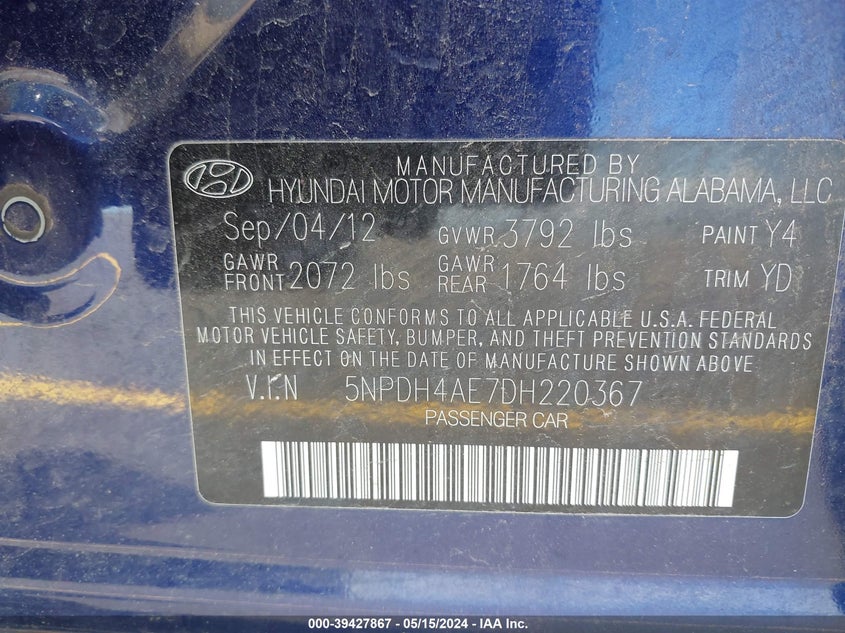 MANUFACTURED BY
HYUNDAI MOTOR MANUFACTURING ALABAMA, LLC
Sep/04/12 GVWR 3792 lbs PAINT Y4
GAWR FRONT 2072 lbs GAWR REAR 1764 lbs TRIM YD
THIS VEHICLE CONFORMS TO ALL APPLICABLE U.S.A. FEDERAL
MOTOR VEHICLE SAFETY, BUMPER, AND THEFT PREVENTION STANDARDS
IN EFFECT ON THE DATE OF MANUFACTURE SHOWN ABOVE
V.I.N 5NPDH4AE7DH220367
PASSENGER CAR
000-39427867 - 05/15/2024 - IAA Inc.